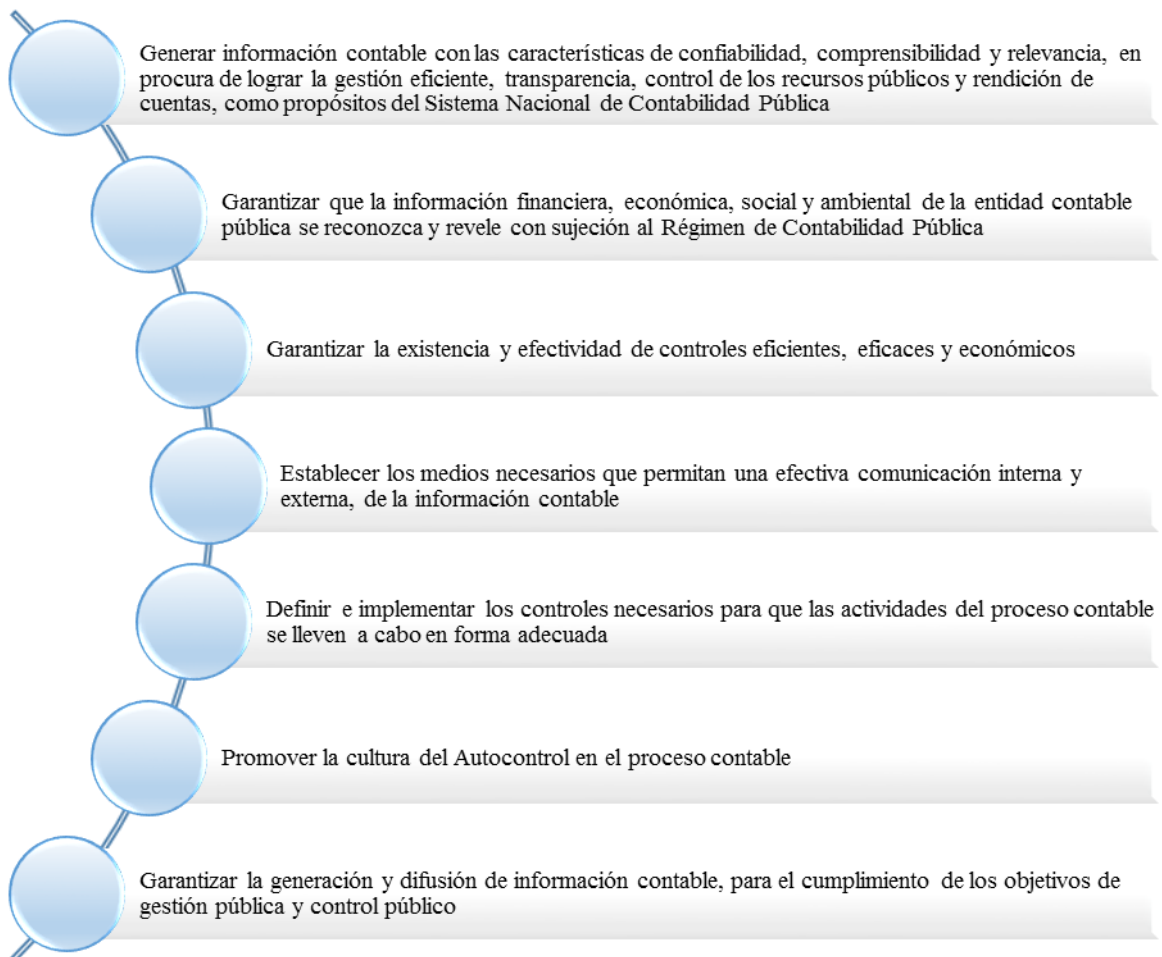 Generar información contable con las características de confiabilidad, comprensibilidad y relevancia, en
procura de lograr la gestión eficiente, transparencia, control de los recursos públicos y rendición de
cuentas, como propósitos del Sistema Nacional de Contabilidad Pública
Garantizar que la información financiera, económica, social y ambiental de la entidad contable
pública se reconozca y revele con sujeción al Régimen de Contabilidad Pública
Garantizar la existencia y efectividad de controles eficientes, eficaces y económicos
Establecer los medios necesarios que permitan una efectiva comunicación interna y
externa, de la información contable
Definir e implementar los controles necesarios para que las actividades del proceso contable
se lleven a cabo en forma adecuada
Promover la cultura del Autocontrol en el proceso contable
Garantizar la generación y difusión de información contable, para el cumplimiento de los objetivos de
gestión pública y control público